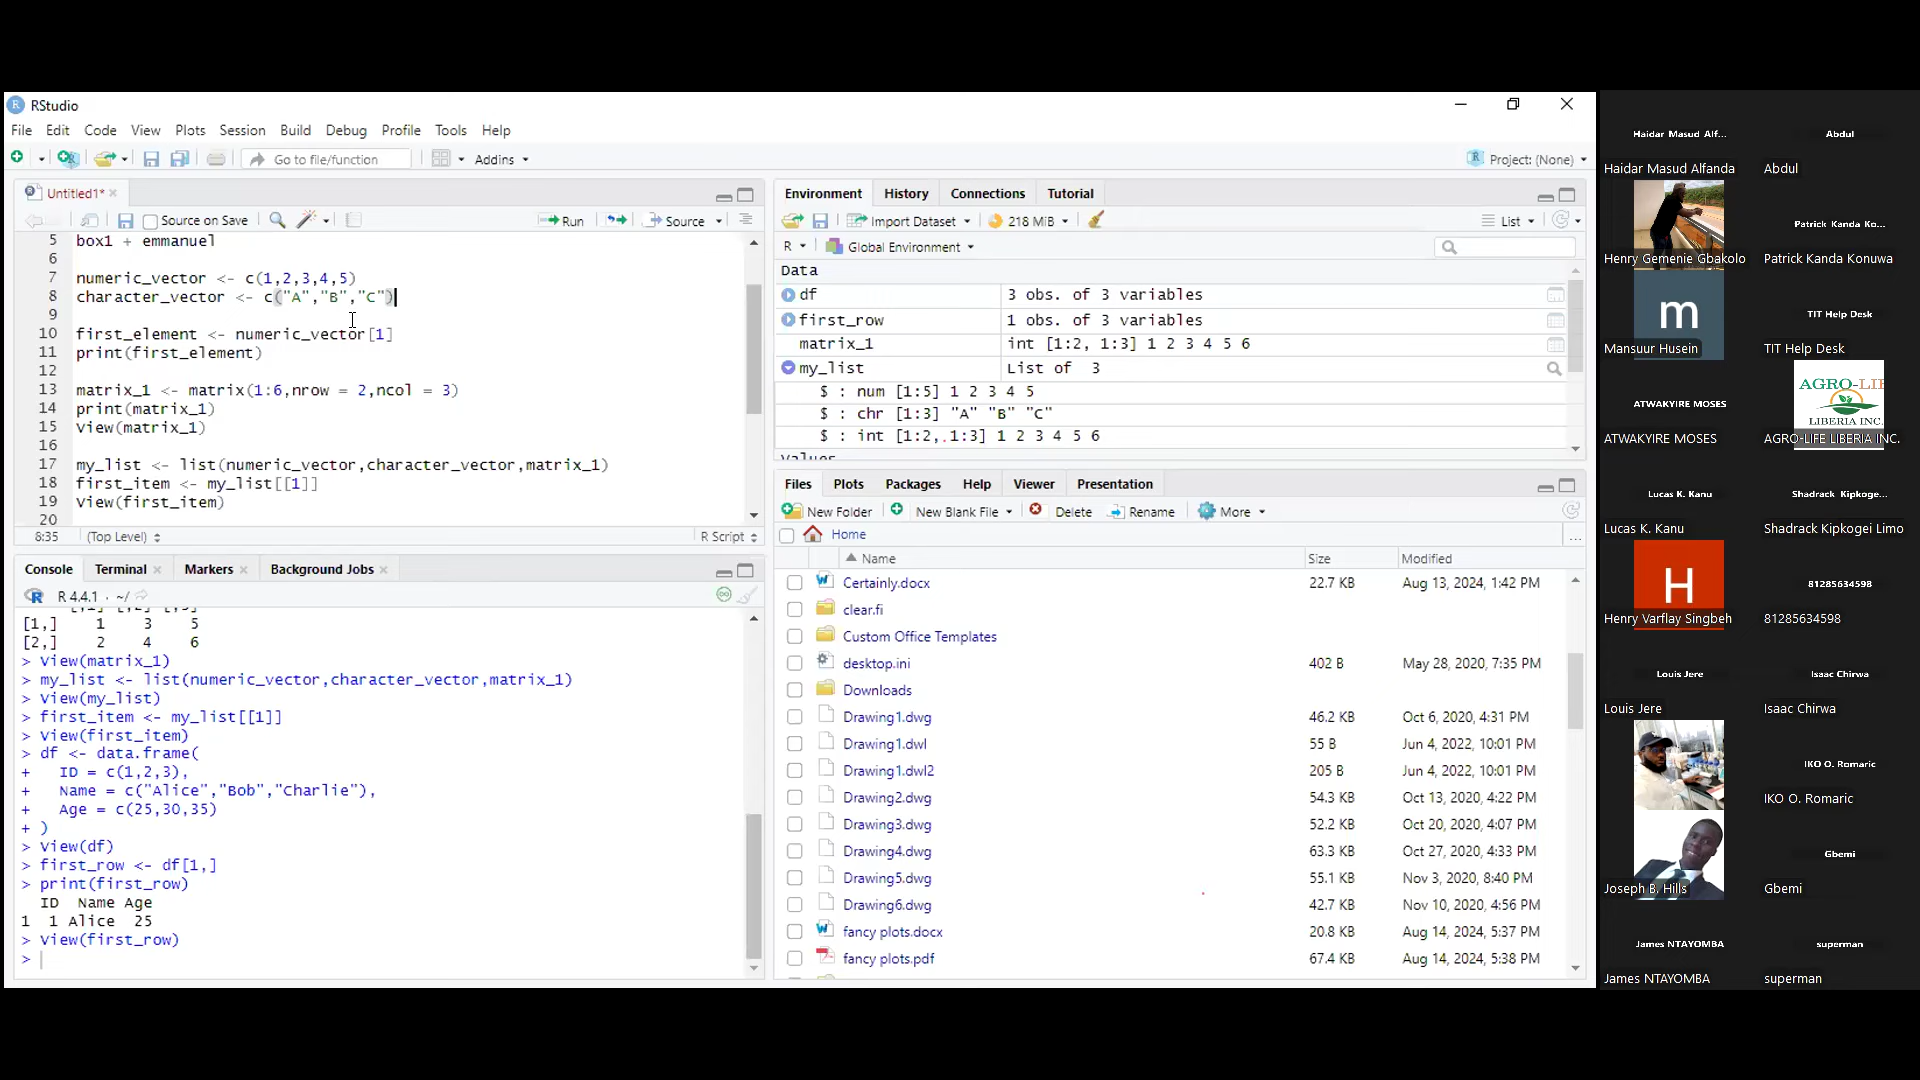 RStudio
File Edit Code View Plots Session Build Debug Profile Tools Help
Go to file/function Addins Project: (None)
Untitled1*
Source on Save Run Source
5 box1 + emmanuel
6
7 numeric_vector <- c(1,2,3,4,5)
8 character_vector <- c("A","B","C")
9
10 first_element <- numeric_vector[1]
11 print(first_element)
12
13 matrix_1 <- matrix(1:6,nrow = 2,ncol = 3)
14 print(matrix_1)
15 View(matrix_1)
16
17 my_list <- list(numeric_vector,character_vector,matrix_1)
18 first_item <- my_list[[1]]
19 View(first_item)
20
8:35 (Top Level) R Script
Console Terminal Markers Background Jobs
R 4.4.1 · ~/
[1,] 1 3 5
[2,] 2 4 6
> View(matrix_1)
> my_list <- list(numeric_vector,character_vector,matrix_1)
> View(my_list)
> first_item <- my_list[[1]]
> View(first_item)
> df <- data.frame(
+ ID = c(1,2,3),
+ Name = c("Alice","Bob","Charlie"),
+ Age = c(25,30,35)
+ )
> View(df)
> first_row <- df[1,]
> print(first_row)
ID Name Age
1 1 Alice 25
> View(first_row)
>
Environment History Connections Tutorial
Import Dataset 218 MiB List
R Global Environment
Data
df 3 obs. of 3 variables
first_row 1 obs. of 3 variables
matrix_1 int [1:2, 1:3] 1 2 3 4 5 6
my_list List of 3
$ : num [1:5] 1 2 3 4 5
$ : chr [1:3] "A" "B" "C"
$ : int [1:2, 1:3] 1 2 3 4 5 6
Values
Files Plots Packages Help Viewer Presentation
New Folder New Blank File Delete Rename More
Home ...
Name Size Modified
Certainly.docx 22.7 KB Aug 13, 2024, 1:42 PM
clear.fi
Custom Office Templates
desktop.ini 402 B May 28, 2020, 7:35 PM
Downloads
Drawing1.dwg 46.2 KB Oct 6, 2020, 4:31 PM
Drawing1.dwl 55 B Jun 4, 2022, 10:01 PM
Drawing1.dwl2 205 B Jun 4, 2022, 10:01 PM
Drawing2.dwg 54.3 KB Oct 13, 2020, 4:22 PM
Drawing3.dwg 52.2 KB Oct 20, 2020, 4:07 PM
Drawing4.dwg 63.3 KB Oct 27, 2020, 4:33 PM
Drawing5.dwg 55.1 KB Nov 3, 2020, 8:40 PM
Drawing6.dwg 42.7 KB Nov 10, 2020, 4:56 PM
fancy plots.docx 20.8 KB Aug 14, 2024, 5:37 PM
fancy plots.pdf 67.4 KB Aug 14, 2024, 5:38 PM
Haidar Masud Alf... Abdul
Haidar Masud Alfanda Abdul
Patrick Kanda Ko...
Henry Gemenie Gbakolo Patrick Kanda Konuwa
m TIT Help Desk
Mansuur Husein TIT Help Desk
ATWAKYIRE MOSES AGRO-LIFE
LIBERIA INC.
ATWAKYIRE MOSES AGRO-LIFE LIBERIA INC.
Lucas K. Kanu Shadrack Kipkoge...
Lucas K. Kanu Shadrack Kipkogei Limo
H 81285634598
Henry Varflay Singbeh 81285634598
Louis Jere Isaac Chirwa
Louis Jere Isaac Chirwa
IKO O. Romaric
IKO O. Romaric
Gbemi
Joseph B. Hills Gbemi
James NTAYOMBA superman
James NTAYOMBA superman